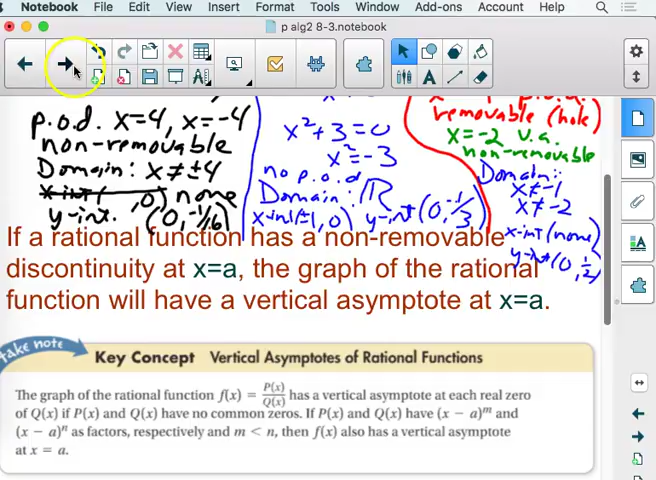 Notebook File Edit View Insert Format Tools Add-ons Account Help
p alg2 8-3.notebook
p.o.d. x=4, x=-4
non-removable
Domain: x≠±4
none
y-int. (0, -1/16)
x²+3=0
x²=-3
no p.o.d
Domain: ℝ
x-int(±1, 0) y-int(0, -1/3)
removable (hole)
x=-2 v.a.
non-removable
Domain:
x≠-1
x≠-2
x-int(none)
y-int(0, 1/2)
If a rational function has a non-removable
discontinuity at x=a, the graph of the rational
function will have a vertical asymptote at x=a.
take note
Key Concept Vertical Asymptotes of Rational Functions
The graph of the rational function f(x) = P(x)/Q(x) has a vertical asymptote at each real zero
of Q(x) if P(x) and Q(x) have no common zeros. If P(x) and Q(x) have (x − a)ᵐ and
(x − a)ⁿ as factors, respectively and m < n, then f(x) also has a vertical asymptote
at x = a.